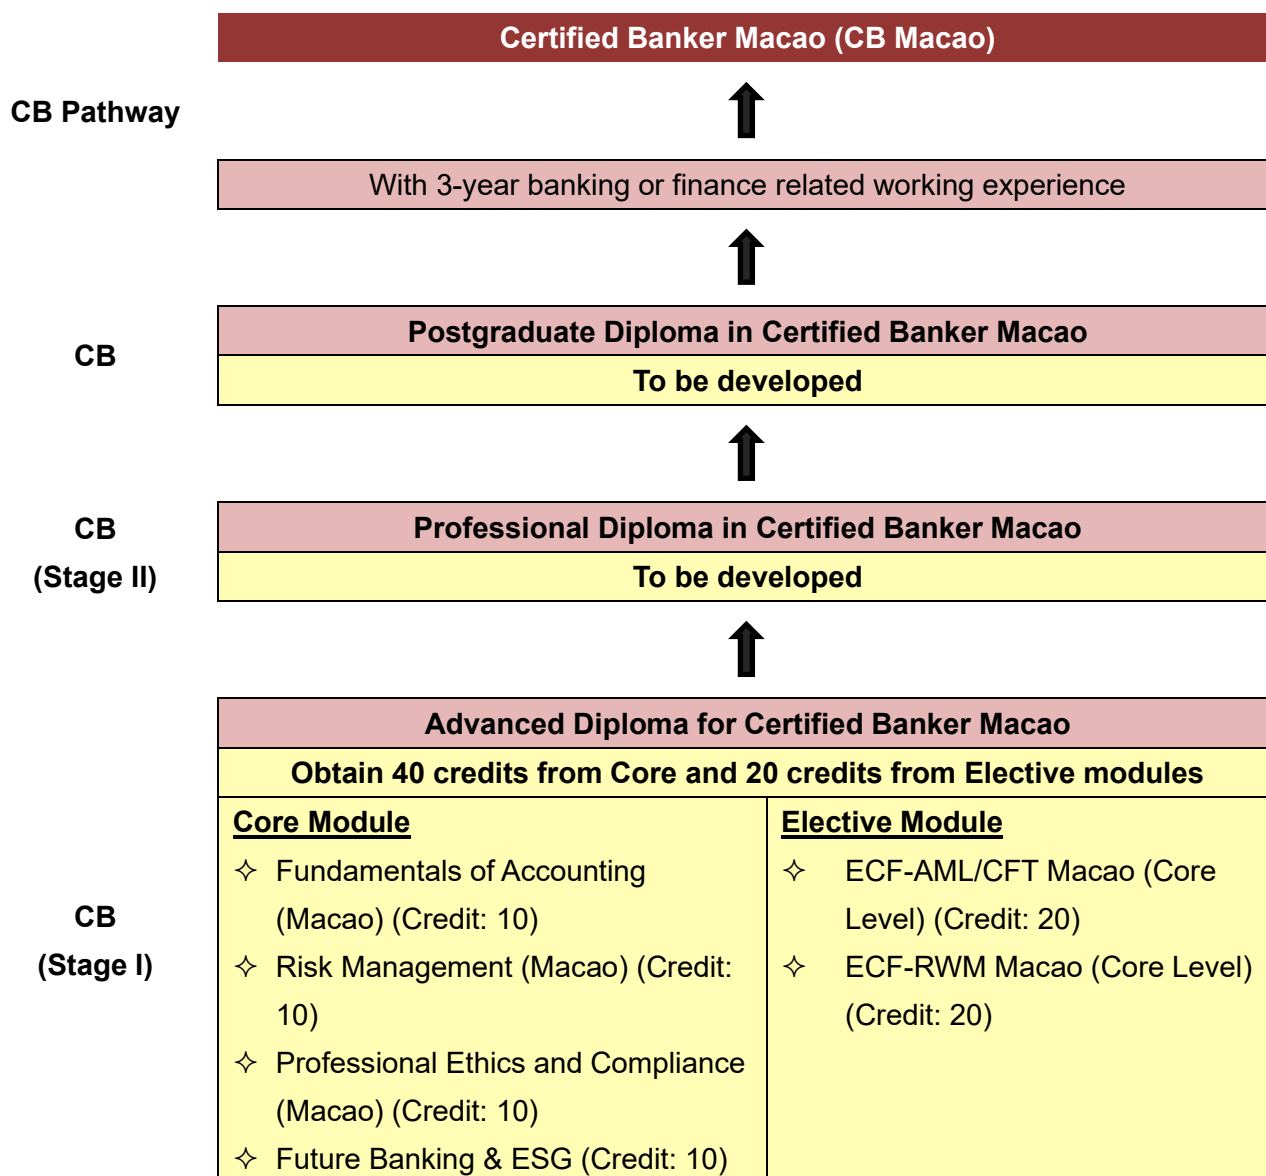 Certified Banker Macao (CB Macao)
CB Pathway
With 3-year banking or finance related working experience
CB
Postgraduate Diploma in Certified Banker Macao
To be developed
CB
(Stage II)
Professional Diploma in Certified Banker Macao
To be developed
CB
(Stage I)
Advanced Diploma for Certified Banker Macao
Obtain 40 credits from Core and 20 credits from Elective modules
Core Module
✧ Fundamentals of Accounting
(Macao) (Credit: 10)
✧ Risk Management (Macao) (Credit:
10)
✧ Professional Ethics and Compliance
(Macao) (Credit: 10)
✧ Future Banking & ESG (Credit: 10)
Elective Module
✧ ECF-AML/CFT Macao (Core
Level) (Credit: 20)
✧ ECF-RWM Macao (Core Level)
(Credit: 20)